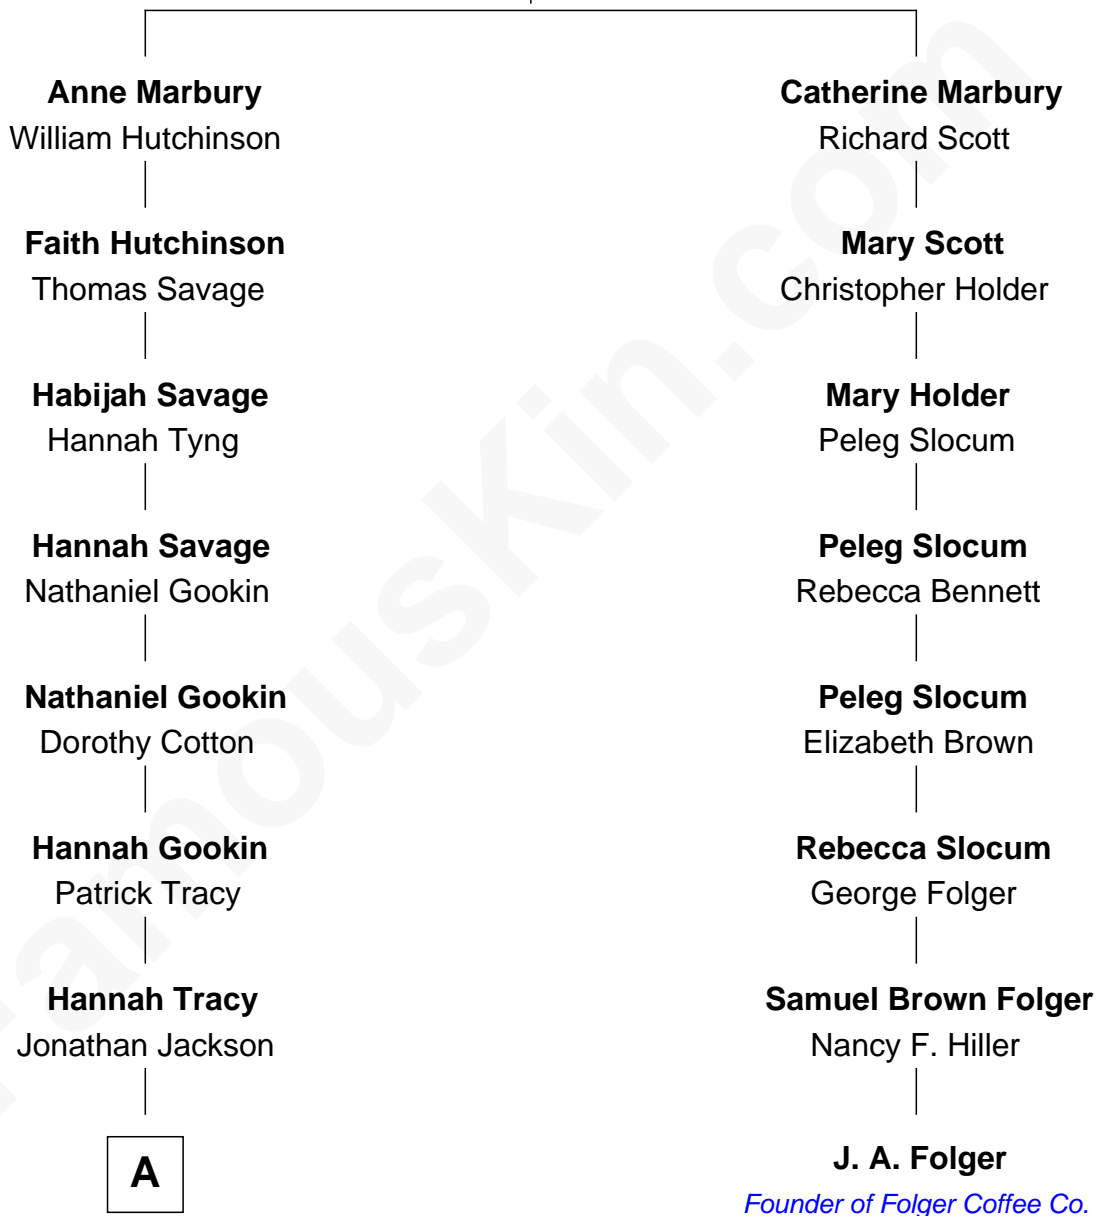 Anne Marbury
William Hutchinson
Faith Hutchinson
Thomas Savage
Habijah Savage
Hannah Tyng
Hannah Savage
Nathaniel Gookin
Nathaniel Gookin
Dorothy Cotton
Hannah Gookin
Patrick Tracy
Hannah Tracy
Jonathan Jackson
A
Catherine Marbury
Richard Scott
Mary Scott
Christopher Holder
Mary Holder
Peleg Slocum
Peleg Slocum
Rebecca Bennett
Peleg Slocum
Elizabeth Brown
Rebecca Slocum
George Folger
Samuel Brown Folger
Nancy F. Hiller
J. A. Folger
Founder of Folger Coffee Co.
FamousKin.com